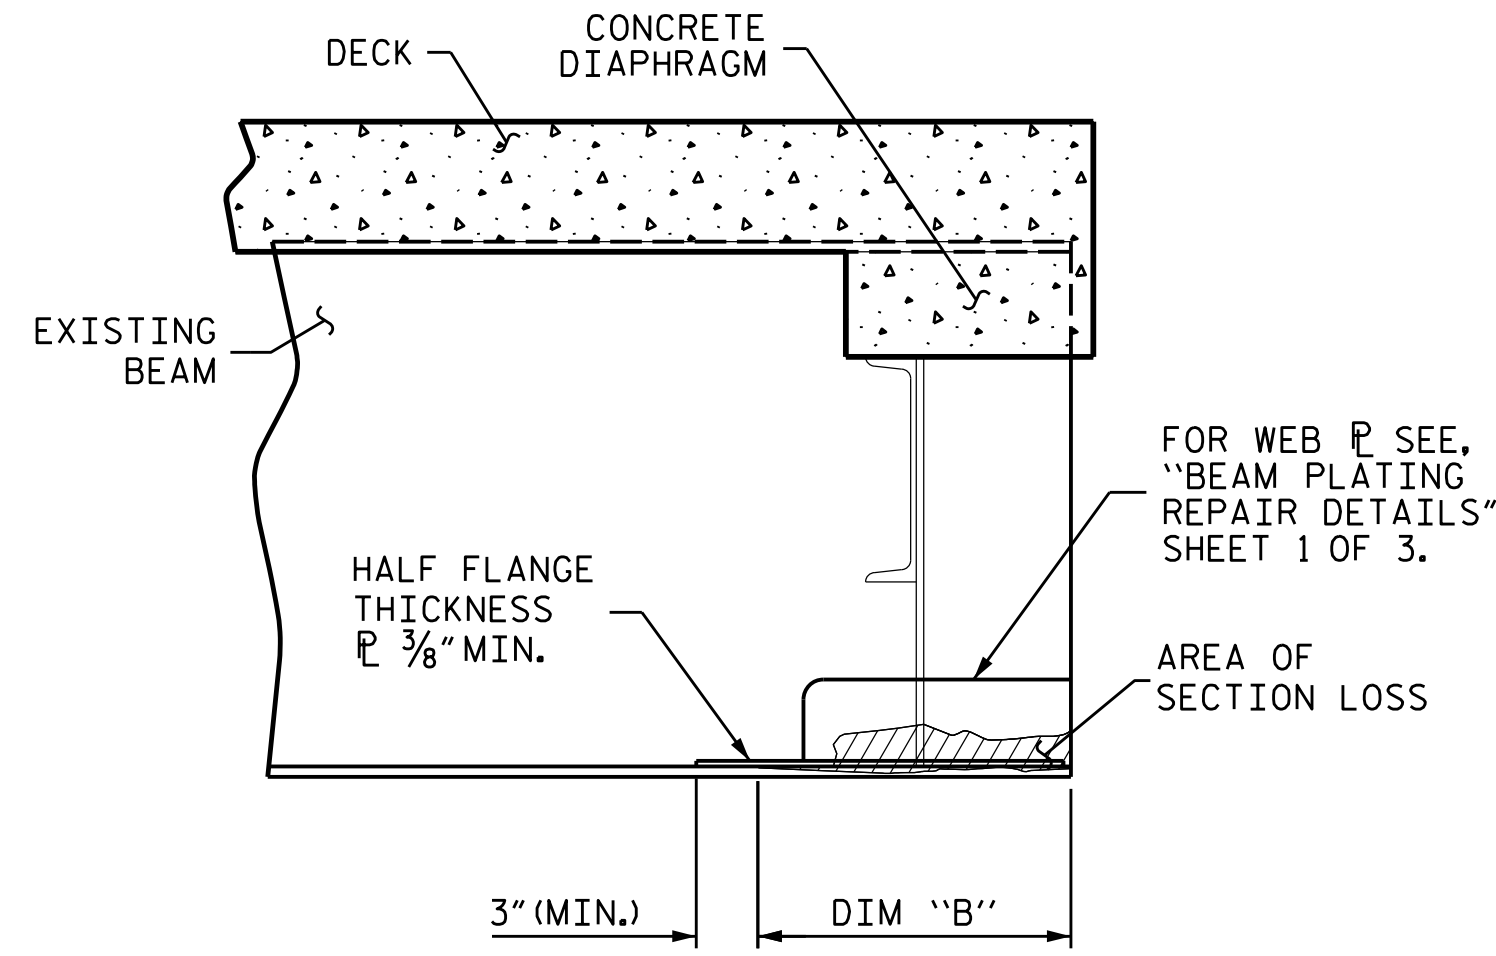 DECK
CONCRETE
DIAPHRAGM
EXISTING
BEAM
FOR WEB ⅊ SEE,
‶BEAM PLATING
REPAIR DETAILS″
SHEET 1 OF 3.
HALF FLANGE
THICKNESS
⅊ 3/8″ MIN.
AREA OF
SECTION LOSS
3″(MIN.)
DIM ‶B″